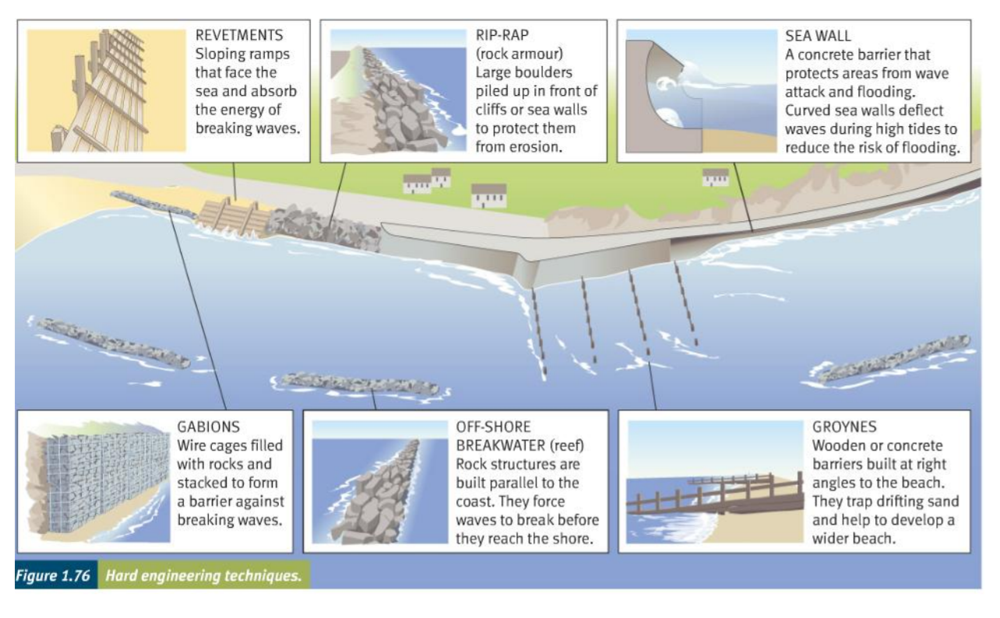 REVETMENTS
Sloping ramps
that face the
sea and absorb
the energy of
breaking waves.
RIP-RAP
(rock armour)
Large boulders
piled up in front of
cliffs or sea walls
to protect them
from erosion.
SEA WALL
A concrete barrier that
protects areas from wave
attack and flooding.
Curved sea walls deflect
waves during high tides to
reduce the risk of flooding.
GABIONS
Wire cages filled
with rocks and
stacked to form
a barrier against
breaking waves.
OFF-SHORE
BREAKWATER (reef)
Rock structures are
built parallel to the
coast. They force
waves to break before
they reach the shore.
GROYNES
Wooden or concrete
barriers built at right
angles to the beach.
They trap drifting sand
and help to develop a
wider beach.
Figure 1.76 Hard engineering techniques.